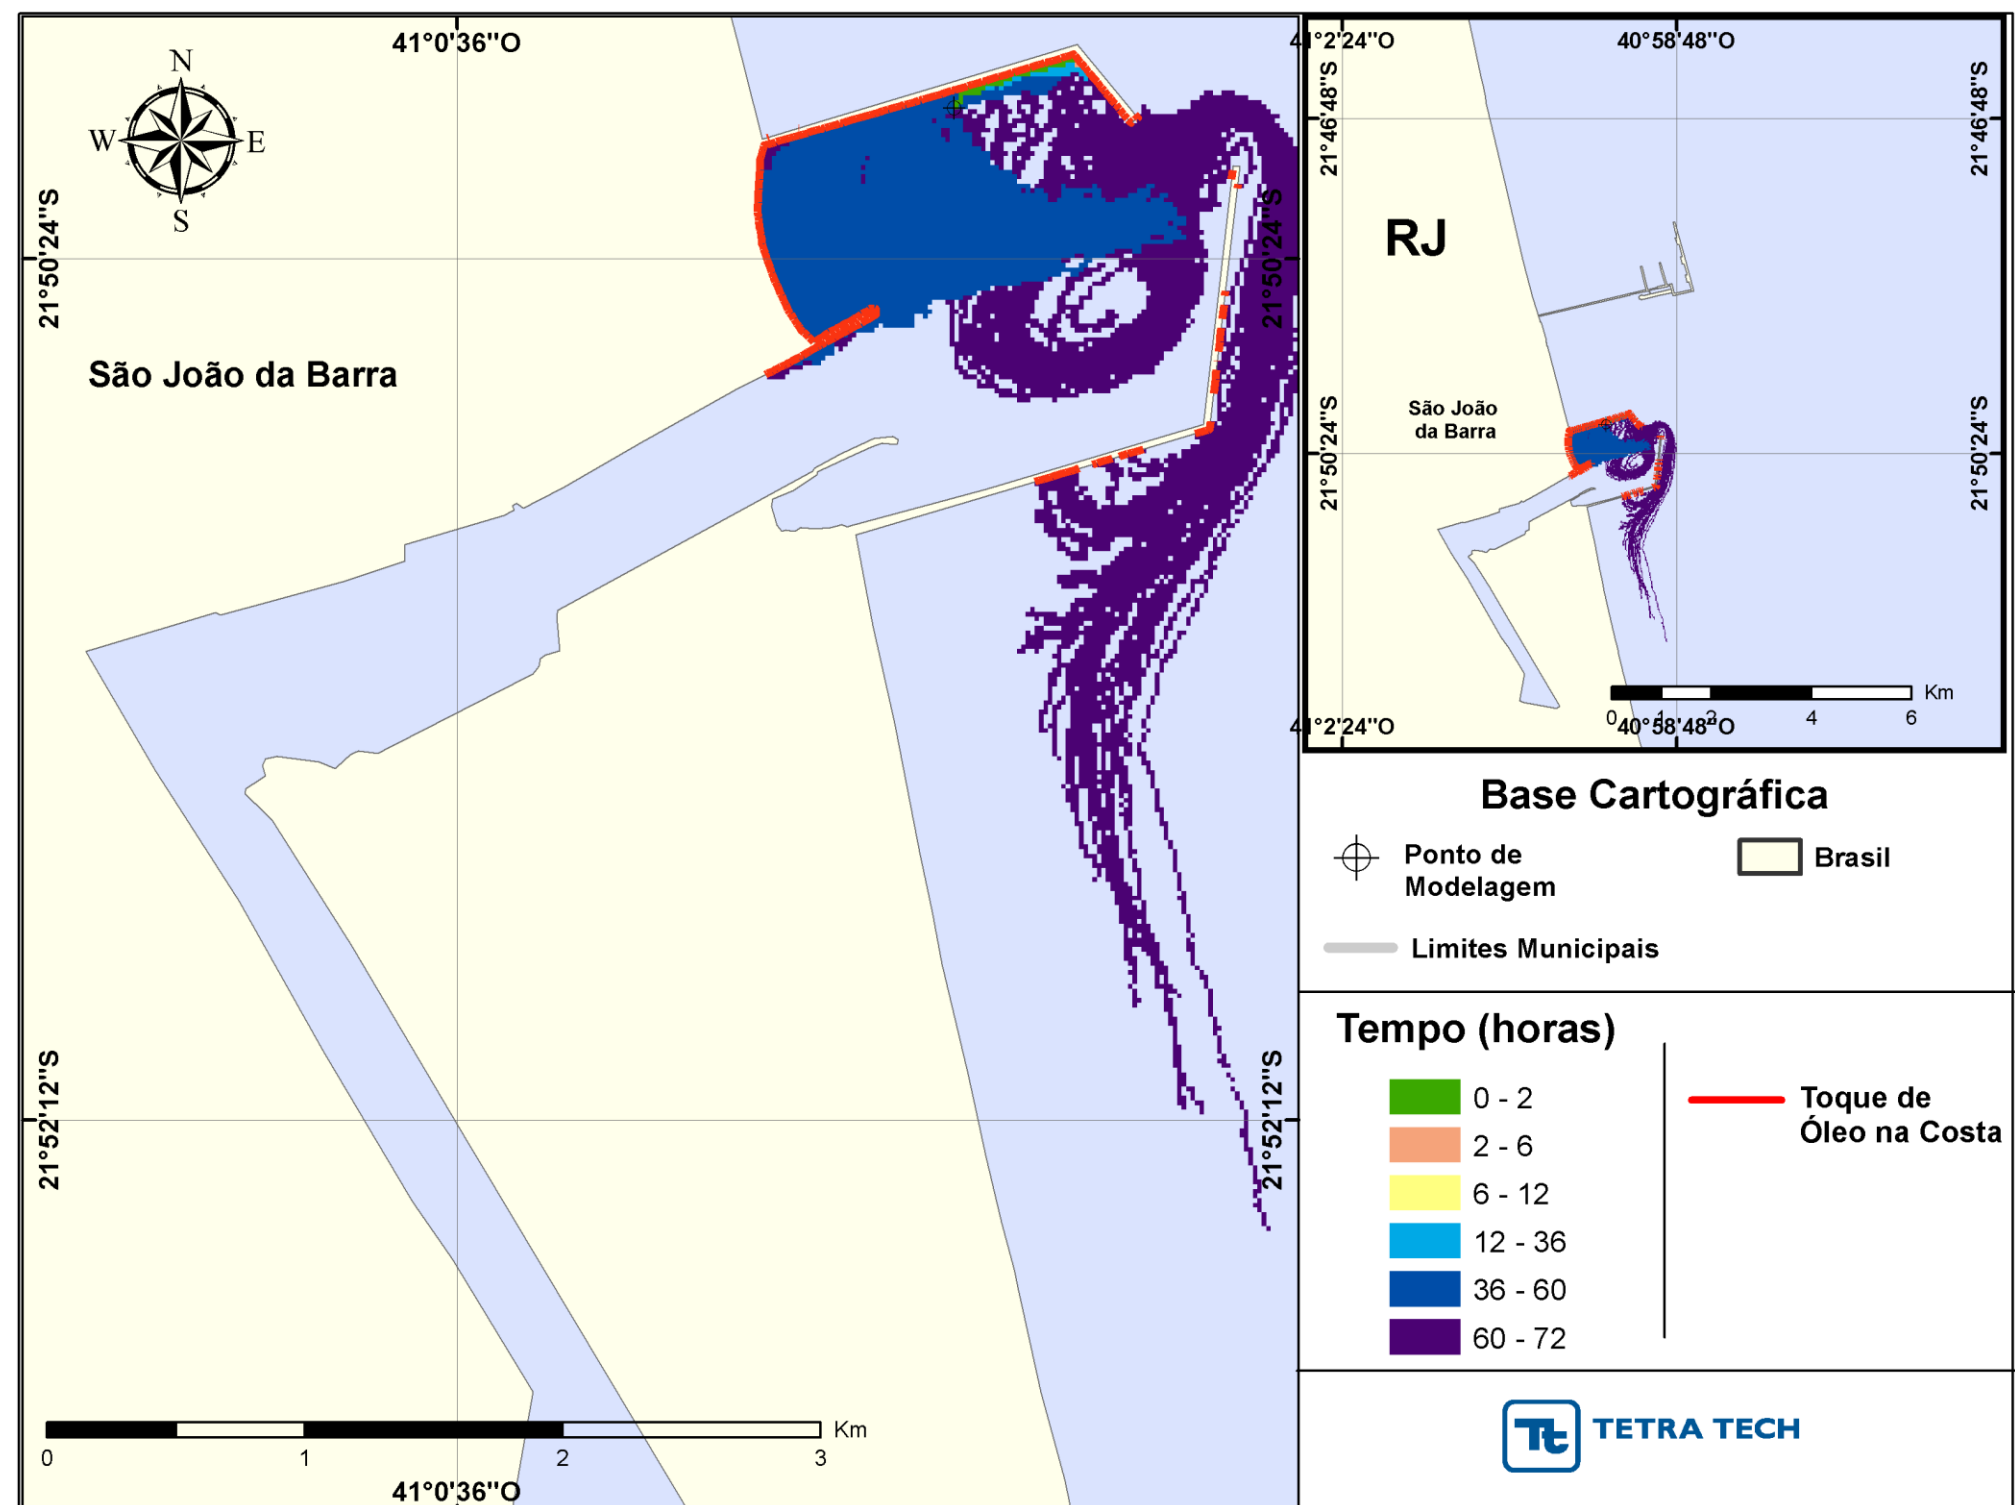 41°0'36"O
N
W
E
S
21°50'24"S
21°50'24"S
São João da Barra
21°52'12"S
21°52'12"S
0
1
2
3
Km
41°0'36"O
41°2'24"O
40°58'48"O
21°46'48"S
21°46'48"S
RJ
São João
da Barra
21°50'24"S
21°50'24"S
Km
0
1
2
4
6
41°2'24"O
40°58'48"O
Base Cartográfica
Ponto de
Modelagem
Brasil
Limites Municipais
Tempo (horas)
0 - 2
2 - 6
6 - 12
12 - 36
36 - 60
60 - 72
Toque de
Óleo na Costa
Tt
TETRA TECH